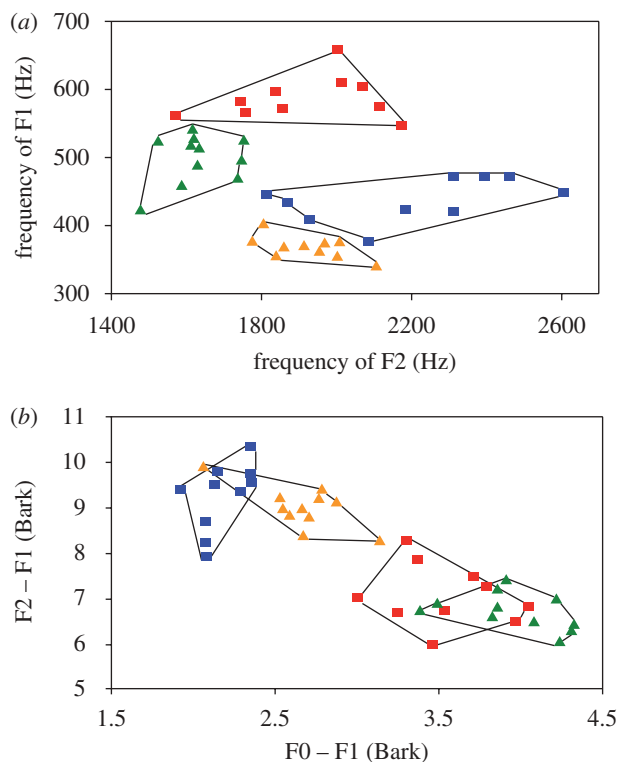 (a)
700
600
500
400
300
frequency of F1 (Hz)
1400 1800 2200 2600
frequency of F2 (Hz)
(b)
11
10
9
8
7
6
5
F2 – F1 (Bark)
1.5 2.5 3.5 4.5
F0 – F1 (Bark)